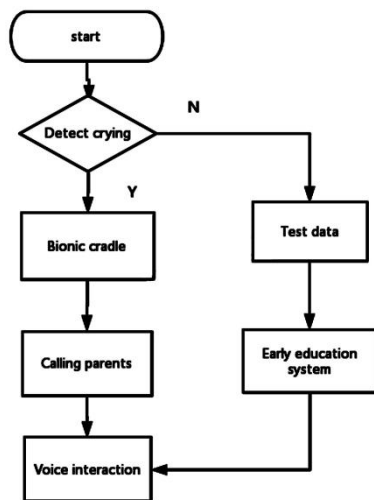 start
N
Detect crying
Y
Bionic cradle
Test data
Calling parents
Early education
system
Voice interaction